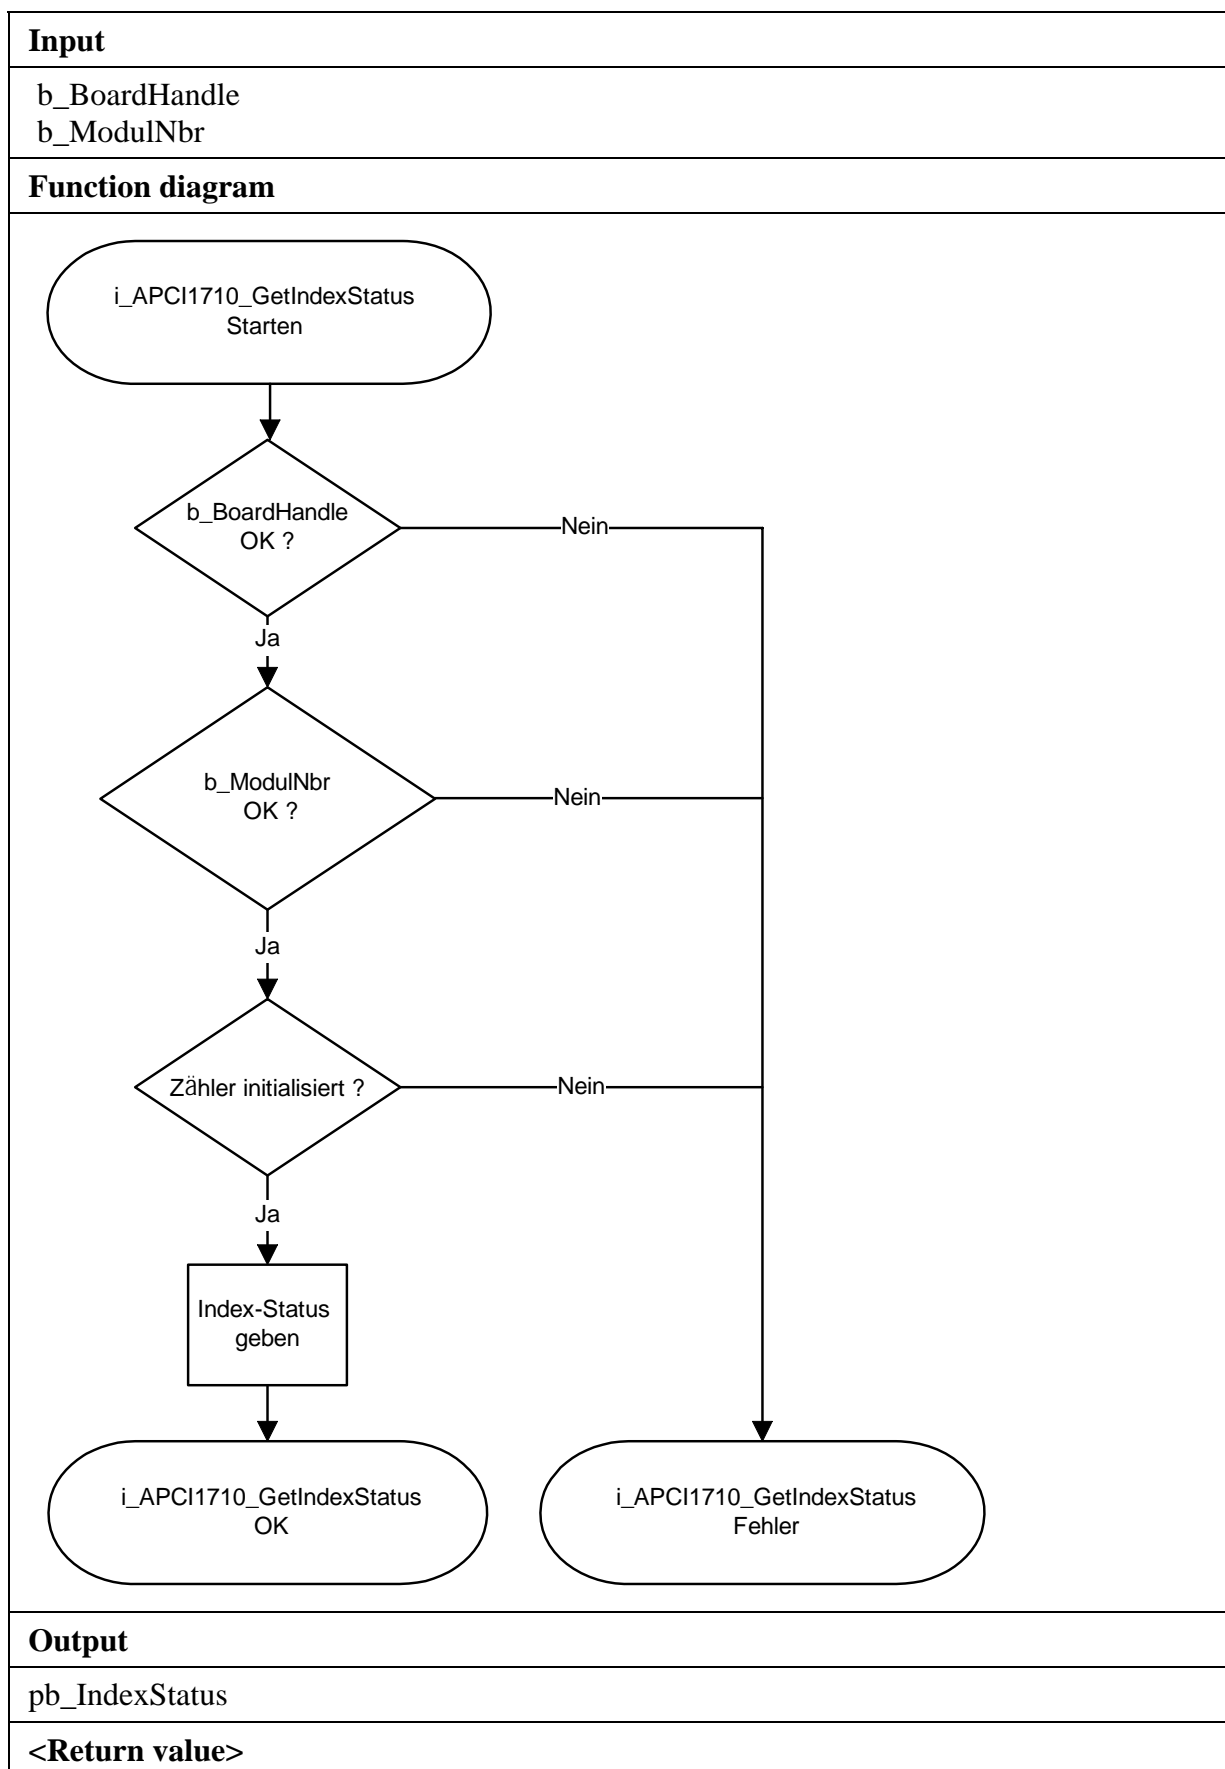 Input
b_BoardHandle
b_ModulNbr
Function diagram
i_APCI1710_GetIndexStatus
Starten
b_BoardHandle
OK ?
Nein
Ja
b_ModulNbr
OK ?
Nein
Ja
Zähler initialisiert ?
Nein
Ja
Index-Status
geben
i_APCI1710_GetIndexStatus
OK
i_APCI1710_GetIndexStatus
Fehler
Output
pb_IndexStatus
<Return value>